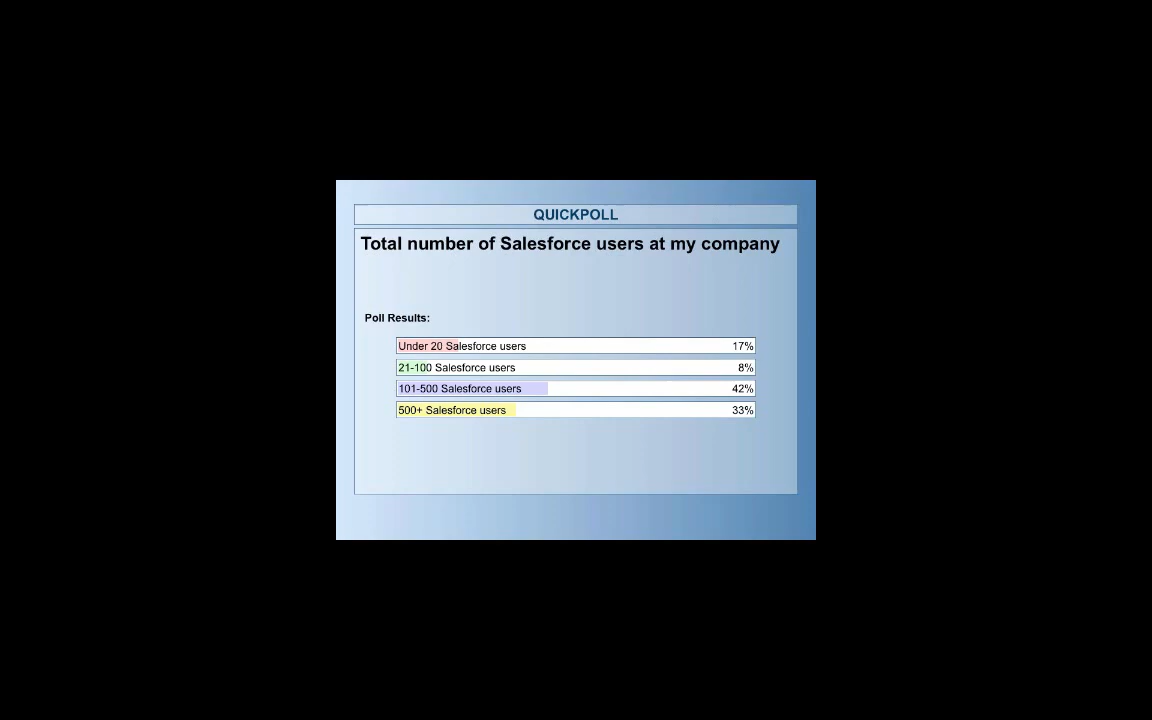 QUICKPOLL
Total number of Salesforce users at my company
Poll Results:
Under 20 Salesforce users 17%
21-100 Salesforce users 8%
101-500 Salesforce users 42%
500+ Salesforce users 33%